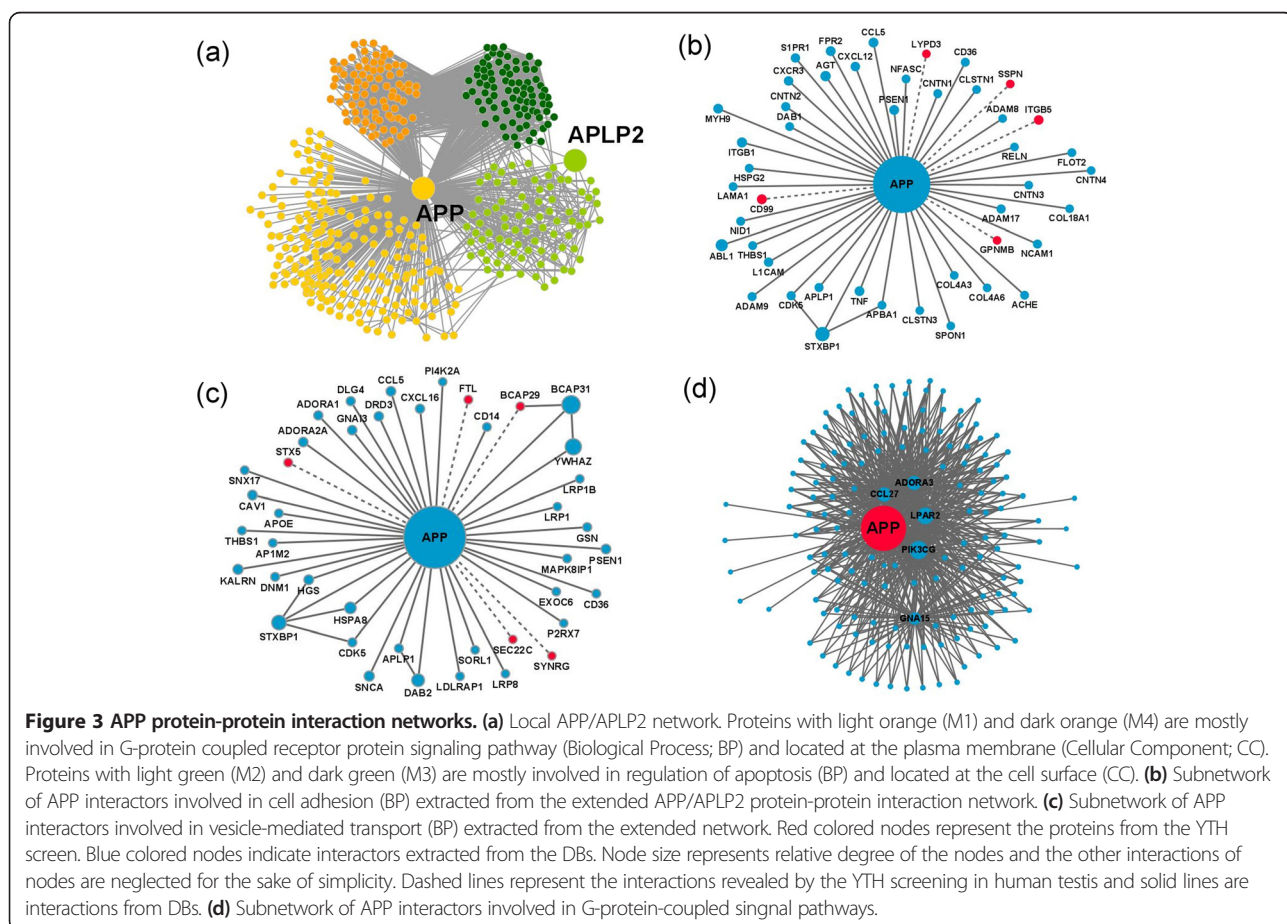 (a)
APLP2
APP
(b)
CCL5
FPR2
LYPD3
S1PR1
CXCL12
CD36
CXCR3
AGT
NFASC
SSPN
CNTN1
CLSTN1
CNTN2
PSEN1
ADAM8
ITGB5
MYH9
DAB1
ITGB1
RELN
FLOT2
HSPG2
APP
CNTN4
LAMA1
CNTN3
CD99
ADAM17
COL18A1
NID1
GPNMB
NCAM1
ABL1
THBS1
L1CAM
COL4A3
ADAM9
APLP1
TNF
COL4A6
ACHE
CDK5
APBA1
CLSTN3
SPON1
STXBP1
(c)
PI4K2A
CCL5
FTL
BCAP29
DLG4
BCAP31
ADORA1
DRD3
CXCL16
GNAI3
CD14
ADORA2A
STX5
YWHAZ
SNX17
LRP1B
CAV1
LRP1
APOE
APP
GSN
THBS1
PSEN1
AP1M2
MAPK8IP1
KALRN
DNM1
HGS
EXOC6
CD36
HSPA8
P2RX7
STXBP1
SEC22C
CDK5
APLP1
SORL1
SYNRG
SNCA
DAB2
LDLRAP1
LRP8
(d)
ADORA3
CCL27
LPAR2
APP
PIK3CG
GNA15
Figure 3 APP protein-protein interaction networks. (a) Local APP/APLP2 network. Proteins with light orange (M1) and dark orange (M4) are mostly
involved in G-protein coupled receptor protein signaling pathway (Biological Process; BP) and located at the plasma membrane (Cellular Component; CC).
Proteins with light green (M2) and dark green (M3) are mostly involved in regulation of apoptosis (BP) and located at the cell surface (CC). (b) Subnetwork
of APP interactors involved in cell adhesion (BP) extracted from the extended APP/APLP2 protein-protein interaction network. (c) Subnetwork of APP
interactors involved in vesicle-mediated transport (BP) extracted from the extended network. Red colored nodes represent the proteins from the YTH
screen. Blue colored nodes indicate interactors extracted from the DBs. Node size represents relative degree of the nodes and the other interactions of
nodes are neglected for the sake of simplicity. Dashed lines represent the interactions revealed by the YTH screening in human testis and solid lines are
interactions from DBs. (d) Subnetwork of APP interactors involved in G-protein-coupled singnal pathways.